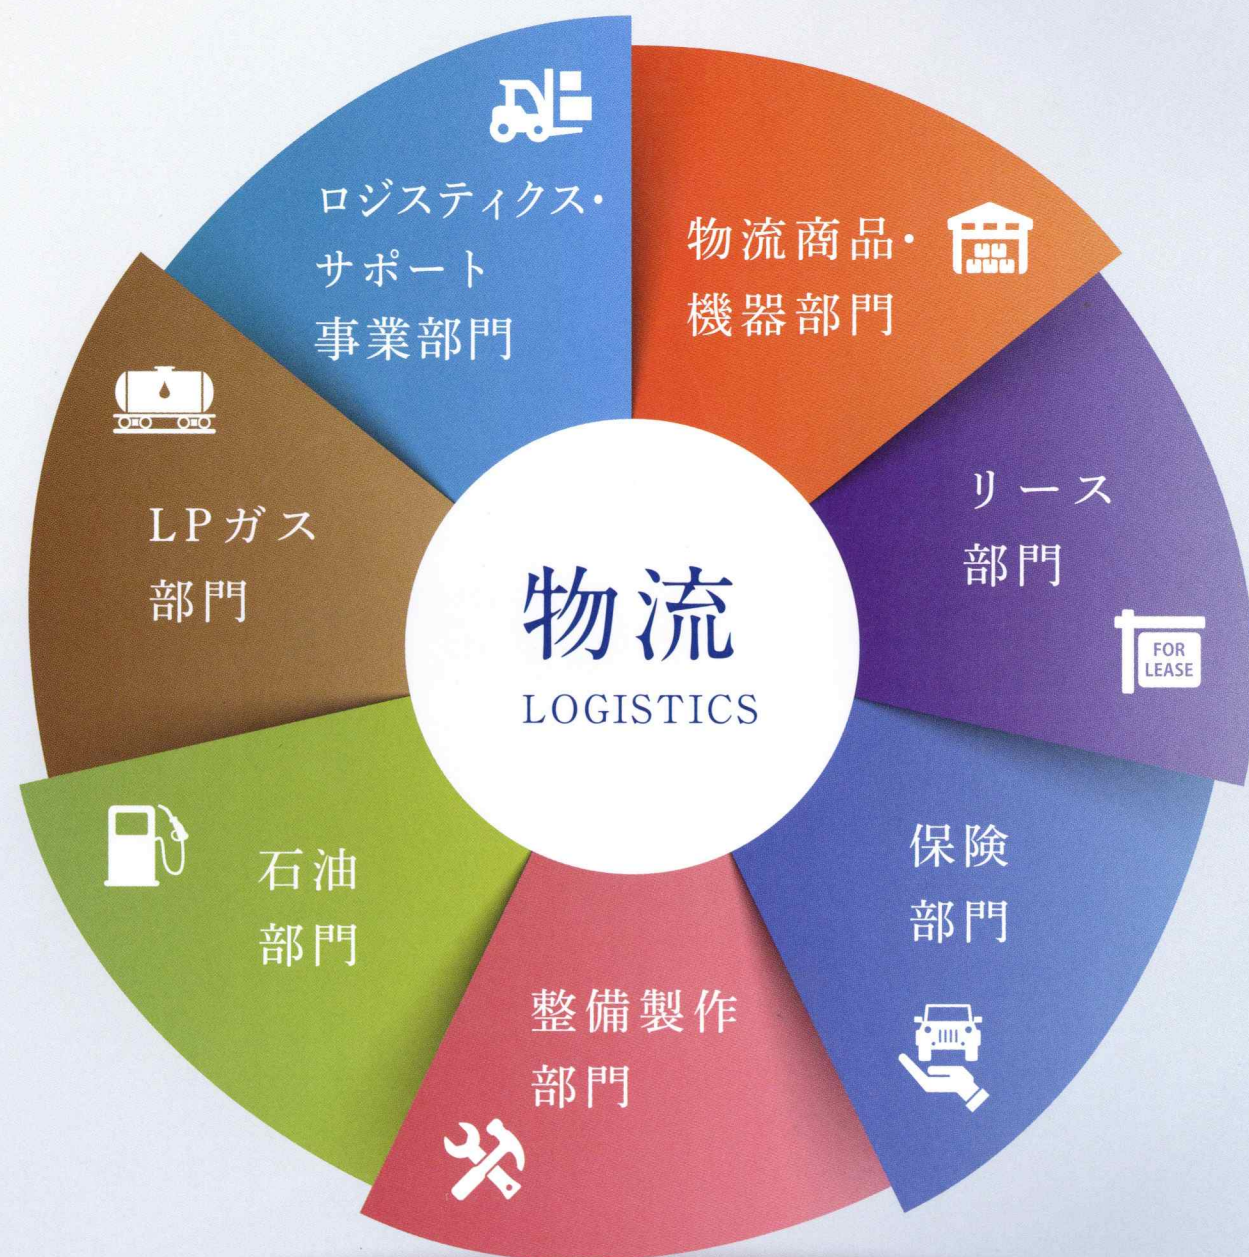 物流
LOGISTICS
物流商品・
機器部門
リース
部門
FOR
LEASE
保険
部門
整備製作
部門
石油
部門
LPガス
部門
ロジスティクス・
サポート
事業部門